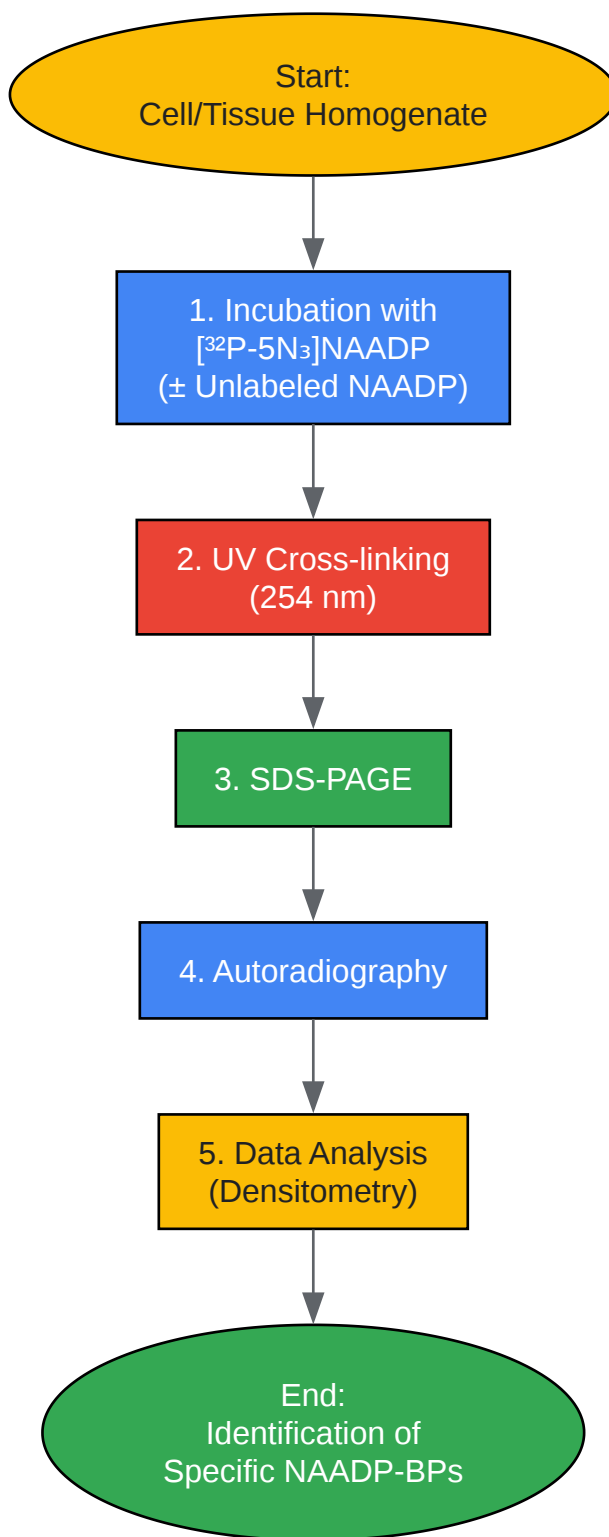 Start:
Cell/Tissue Homogenate
1. Incubation with
[³²P-5N₃]NAADP
(± Unlabeled NAADP)
2. UV Cross-linking
(254 nm)
3. SDS-PAGE
4. Autoradiography
5. Data Analysis
(Densitometry)
End:
Identification of
Specific NAADP-BPs